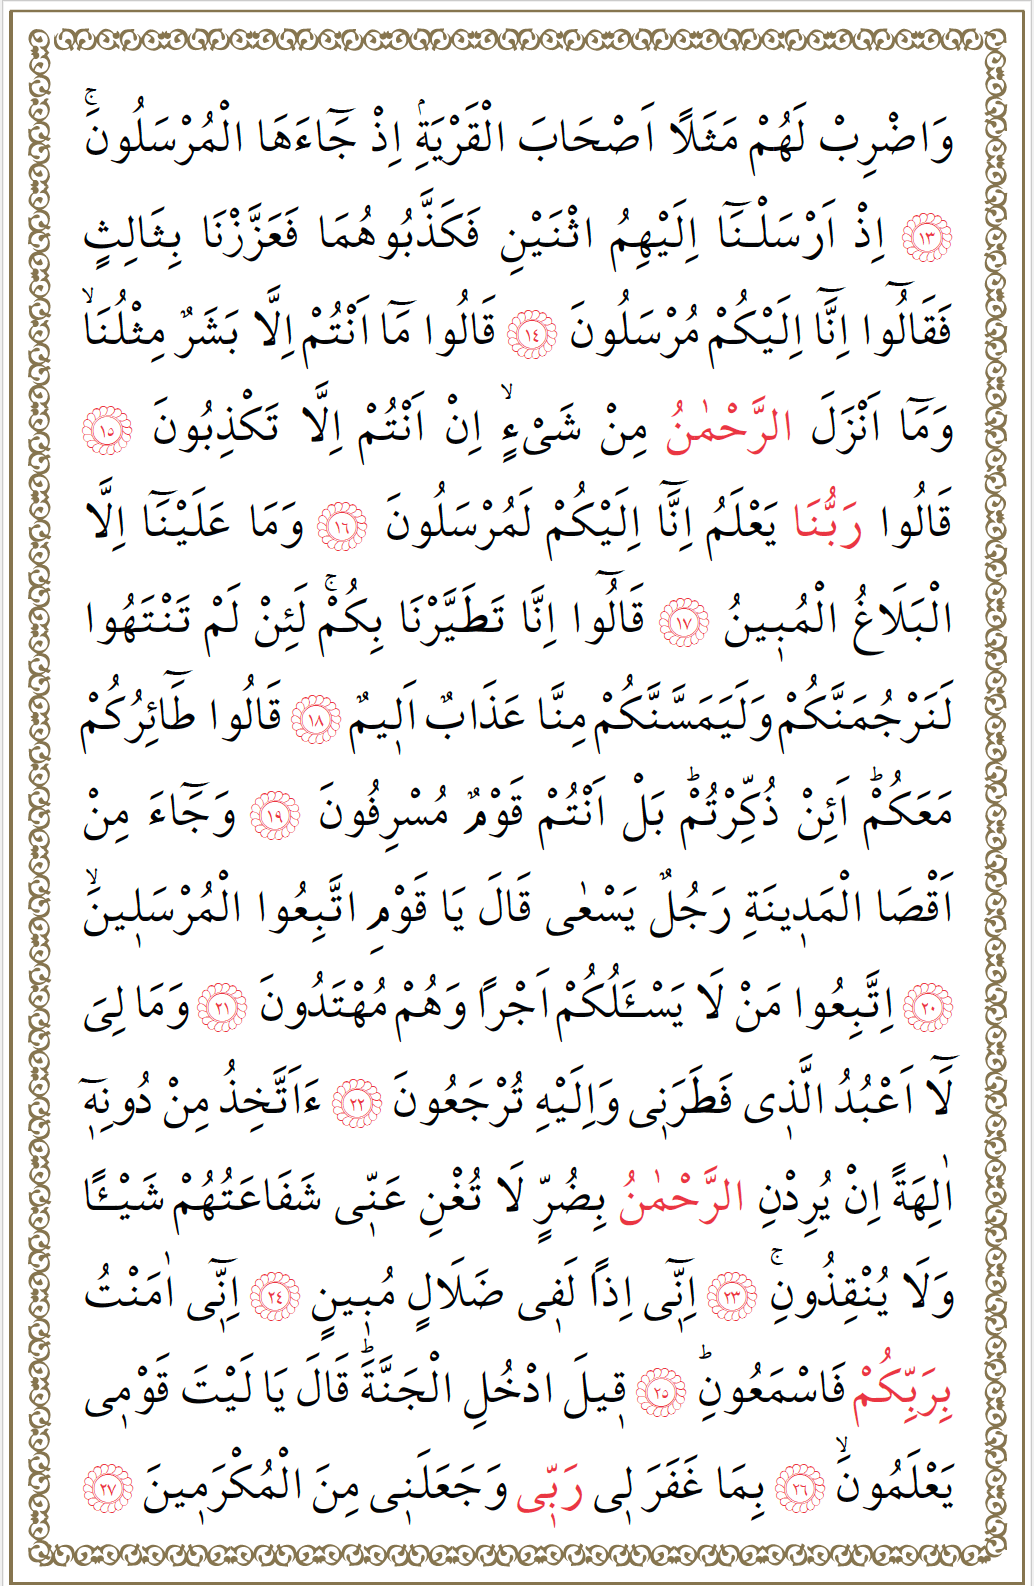 وَاضْرِبْ لَهُمْ مَثَلًا اَصْحَابَ الْقَرْيَةِۢ اِذْ جَٓاءَهَا الْمُرْسَلُونَۚ
﴿١٣﴾ اِذْ اَرْسَلْنَٓا اِلَيْهِمُ اثْنَيْنِ فَكَذَّبُوهُمَا فَعَزَّزْنَا بِثَالِثٍ
فَقَالُٓوا اِنَّٓا اِلَيْكُمْ مُرْسَلُونَ ﴿١٤﴾ قَالُوا مَٓا اَنْتُمْ اِلَّا بَشَرٌ مِثْلُنَاۙ
وَمَٓا اَنْزَلَ الرَّحْمٰنُ مِنْ شَیْءٍۙ اِنْ اَنْتُمْ اِلَّا تَكْذِبُونَ ﴿١٥﴾
قَالُوا رَبُّنَا يَعْلَمُ اِنَّٓا اِلَيْكُمْ لَمُرْسَلُونَ ﴿١٦﴾ وَمَا عَلَيْنَٓا اِلَّا
الْبَلَاغُ الْمُب۪ينُ ﴿١٧﴾ قَالُٓوا اِنَّا تَطَيَّرْنَا بِكُمْۚ لَئِنْ لَمْ تَنْتَهُوا
لَنَرْجُمَنَّكُمْ وَلَيَمَسَّنَّكُمْ مِنَّا عَذَابٌ اَل۪يمٌ ﴿١٨﴾ قَالُوا طَٓائِرُكُمْ
مَعَكُمْۜ اَئِنْ ذُكِّرْتُمْۜ بَلْ اَنْتُمْ قَوْمٌ مُسْرِفُونَ ﴿١٩﴾ وَجَٓاءَ مِنْ
اَقْصَا الْمَد۪ينَةِ رَجُلٌ يَسْعٰى قَالَ يَا قَوْمِ اتَّبِعُوا الْمُرْسَل۪ينَۙ
﴿٢٠﴾ اِتَّبِعُوا مَنْ لَا يَسْـَٔلُكُمْ اَجْرًا وَهُمْ مُهْتَدُونَ ﴿٢١﴾ وَمَا لِیَ
لَٓا اَعْبُدُ الَّذ۪ی فَطَرَن۪ی وَاِلَيْهِ تُرْجَعُونَ ﴿٢٢﴾ ءَاَتَّخِذُ مِنْ دُونِه۪ٓ
اٰلِهَةً اِنْ يُرِدْنِ الرَّحْمٰنُ بِضُرٍّ لَا تُغْنِ عَنّ۪ی شَفَاعَتُهُمْ شَيْـًٔا
وَلَا يُنْقِذُونِۚ ﴿٢٣﴾ اِنّ۪ٓی اِذًا لَف۪ی ضَلَالٍ مُب۪ينٍ ﴿٢٤﴾ اِنّ۪ٓی اٰمَنْتُ
بِرَبِّكُمْ فَاسْمَعُونِۜ ﴿٢٥﴾ ق۪يلَ ادْخُلِ الْجَنَّةَۜ قَالَ يَا لَيْتَ قَوْم۪ی
يَعْلَمُونَۙ ﴿٢٦﴾ بِمَا غَفَرَ ل۪ی رَبّ۪ی وَجَعَلَن۪ی مِنَ الْمُكْرَم۪ينَ ﴿٢٧﴾